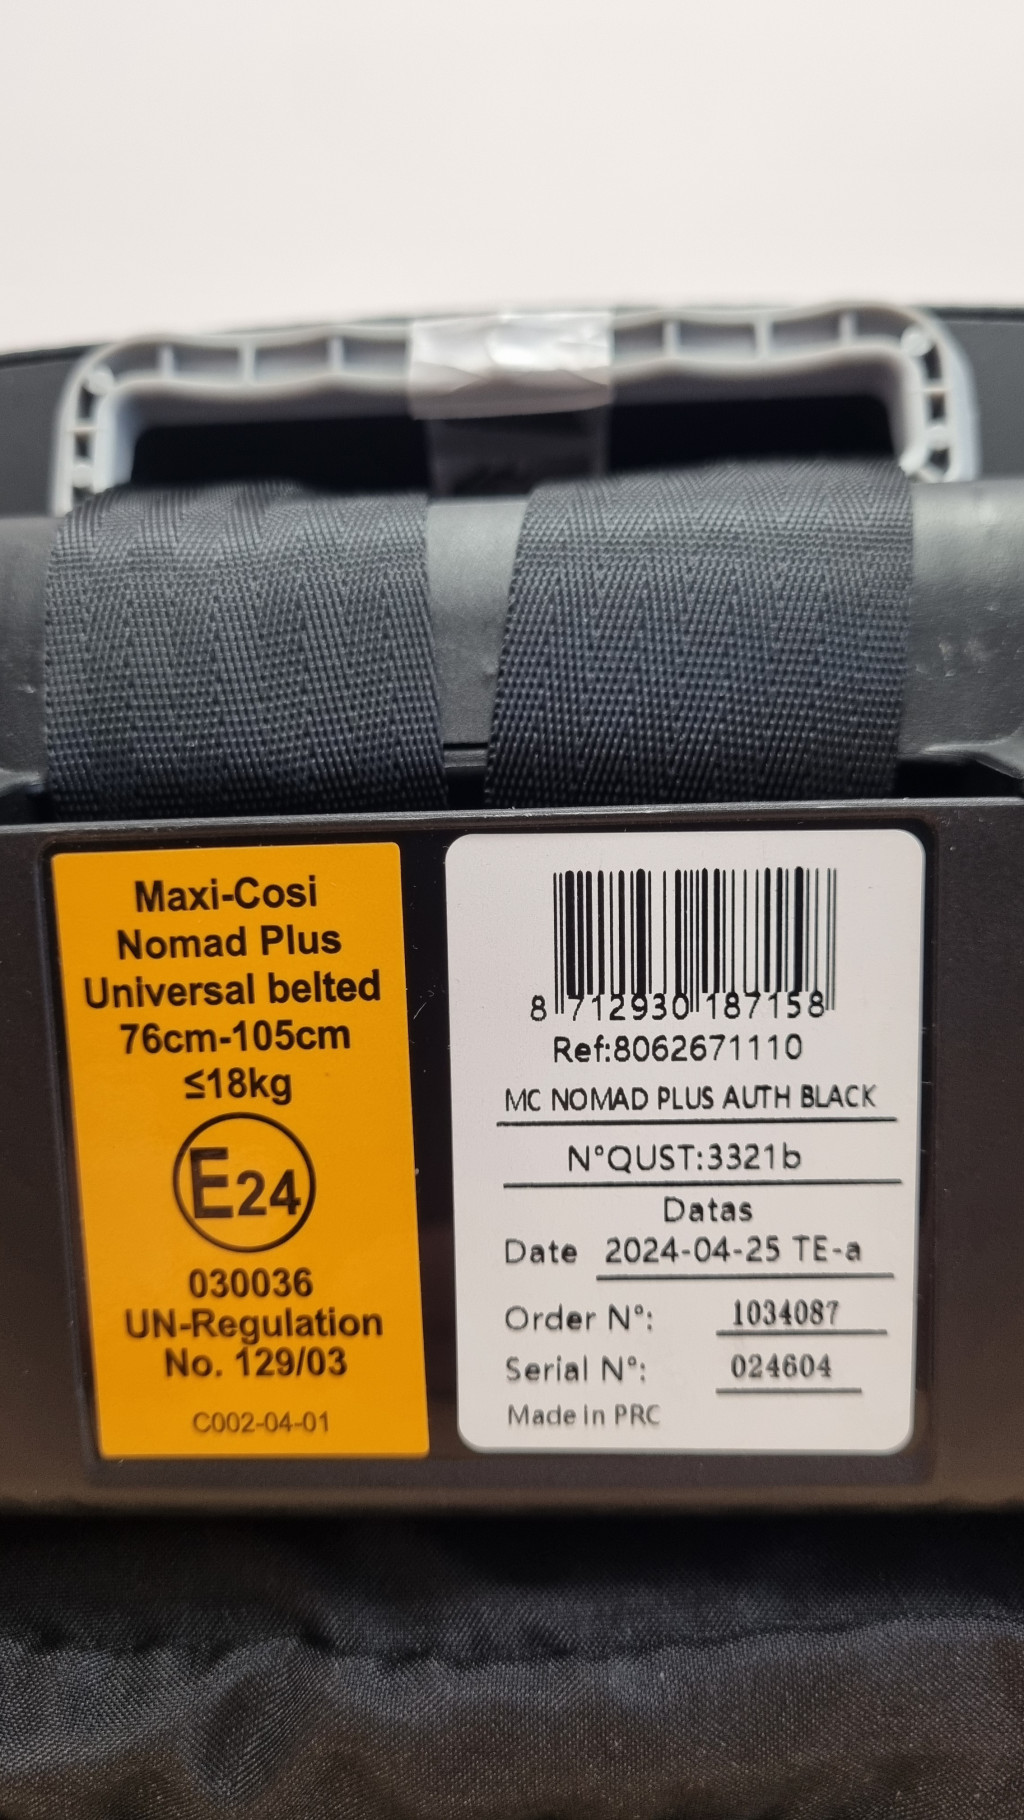 Maxi-Cosi
Nomad Plus
Universal belted
76cm-105cm
≤18kg
E24
030036
UN-Regulation
No. 129/03
C002-04-01
8 712930 187158
Ref:8062671110
MC NOMAD PLUS AUTH BLACK
N°QUST:3321b
Datas
Date 2024-04-25 TE-a
Order N°: 1034087
Serial N°: 024604
Made in PRC